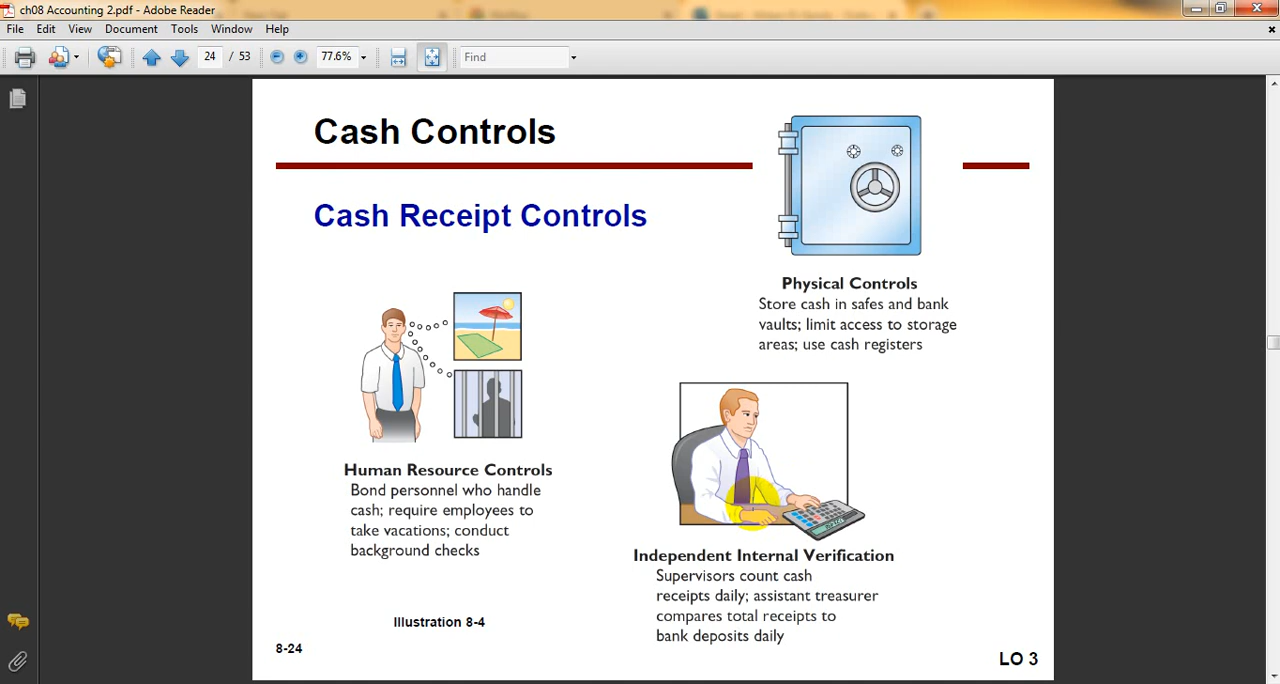 ch08 Accounting 2.pdf - Adobe Reader
File Edit View Document Tools Window Help
24 / 53 77.6% Find
Cash Controls
Cash Receipt Controls
Physical Controls
Store cash in safes and bank
vaults; limit access to storage
areas; use cash registers
Human Resource Controls
Bond personnel who handle
cash; require employees to
take vacations; conduct
background checks
Independent Internal Verification
Supervisors count cash
receipts daily; assistant treasurer
compares total receipts to
bank deposits daily
Illustration 8-4
8-24
LO 3